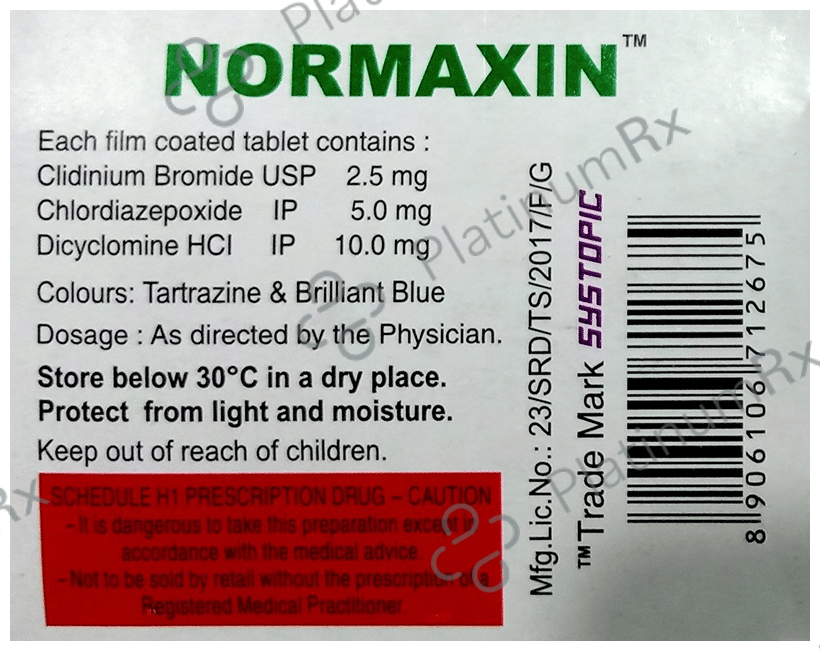 NORMAXIN™
Each film coated tablet contains :
Clidinium Bromide USP 2.5 mg
Chlordiazepoxide IP 5.0 mg
Dicyclomine HCl IP 10.0 mg
Colours: Tartrazine & Brilliant Blue
Dosage : As directed by the Physician.
Store below 30°C in a dry place.
Protect from light and moisture.
Keep out of reach of children.
SCHEDULE H1 PRESCRIPTION DRUG – CAUTION
- It is dangerous to take this preparation except in
accordance with the medical advice
- Not to be sold by retail without the prescription of a
Registered Medical Practitioner
Mfg.Lic.No.: 23/SRD/TS/2017/F/G
™Trade Mark SYSTOPIC
8 906106 712675
PlatinumRx
PlatinumRx
PlatinumRx
Rx